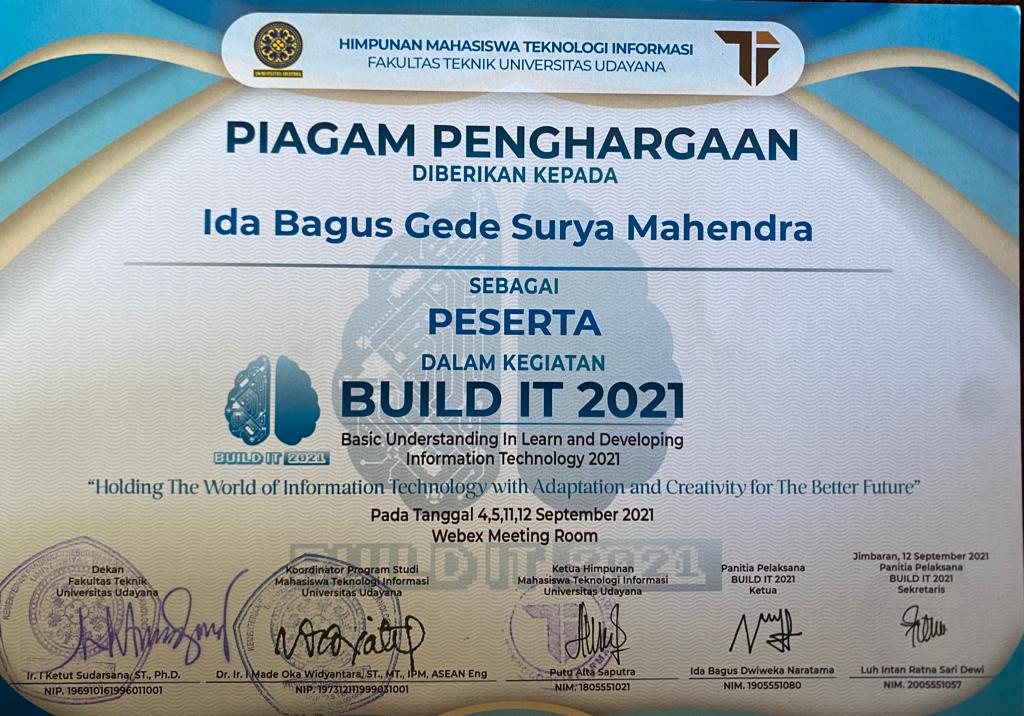 HIMPUNAN MAHASISWA TEKNOLOGI INFORMASI
FAKULTAS TEKNIK UNIVERSITAS UDAYANA
PIAGAM PENGHARGAAN
DIBERIKAN KEPADA
Ida Bagus Gede Surya Mahendra
SEBAGAI
PESERTA
DALAM KEGIATAN
BUILD IT 2021
BUILD IT 2021
Basic Understanding In Learn and Developing
Information Technology 2021
“Holding The World of Information Technology with Adaptation and Creativity for The Better Future”
Pada Tanggal 4,5,11,12 September 2021
Webex Meeting Room
BUILD IT 2021
Dekan
Fakultas Teknik
Universitas Udayana
Ir. I Ketut Sudarsana, ST., Ph.D.
NIP. 196910161996011001
Koordinator Program Studi
Mahasiswa Teknologi Informasi
Universitas Udayana
Dr. Ir. I Made Oka Widyantara, ST., MT., IPM, ASEAN Eng
NIP. 197312111999031001
Ketua Himpunan
Mahasiswa Teknologi Informasi
Universitas Udayana
Putu Alta Saputra
NIM. 1805551021
Panitia Pelaksana
BUILD IT 2021
Ketua
Ida Bagus Dwiweka Naratama
NIM. 1905551080
Jimbaran, 12 September 2021
Panitia Pelaksana
BUILD IT 2021
Sekretaris
Luh Intan Ratna Sari Dewi
NIM. 2005551057